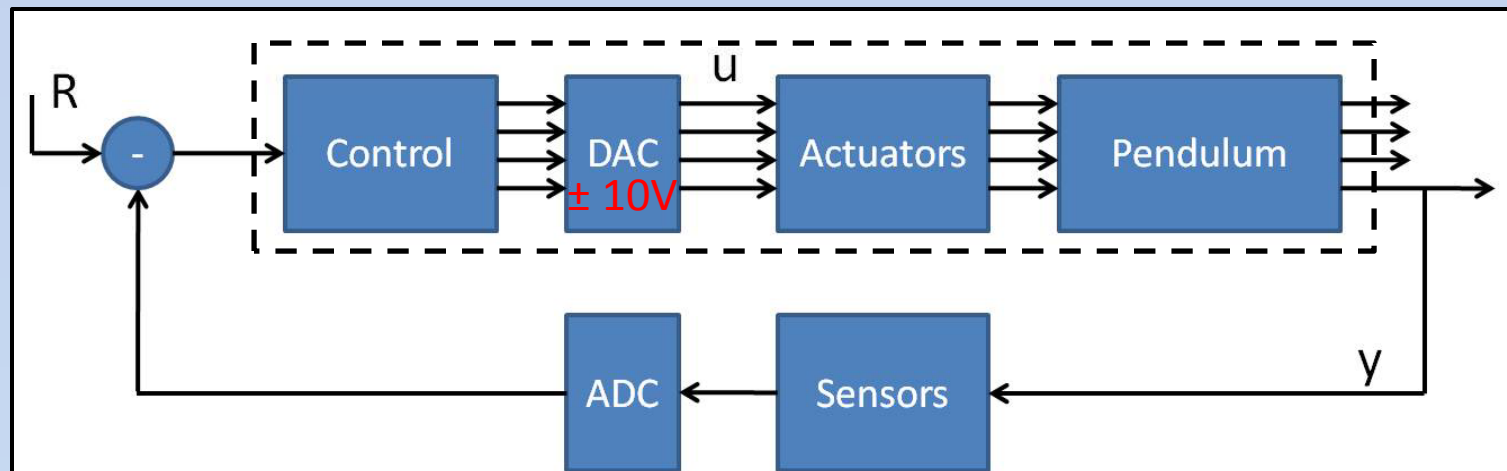 R
-
Control
DAC
± 10V
u
Actuators
Pendulum
ADC
Sensors
y